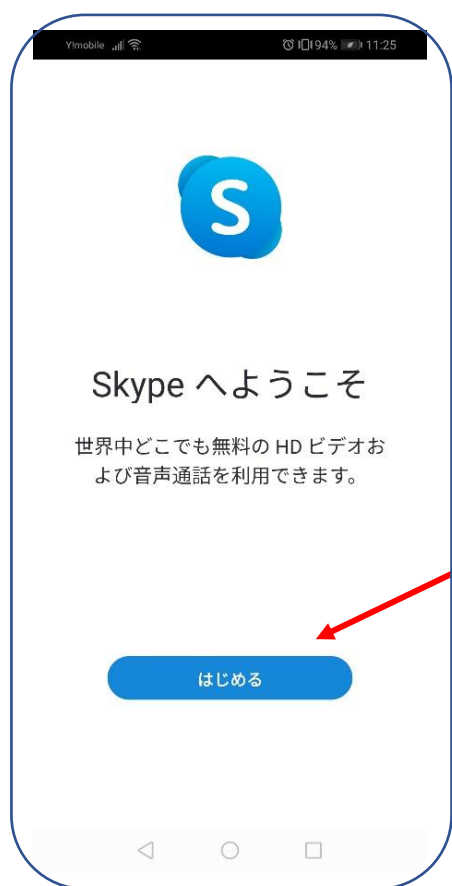 Y!mobile 94% 11:25
S
Skype へようこそ
世界中どこでも無料の HD ビデオお
よび音声通話を利用できます。
はじめる